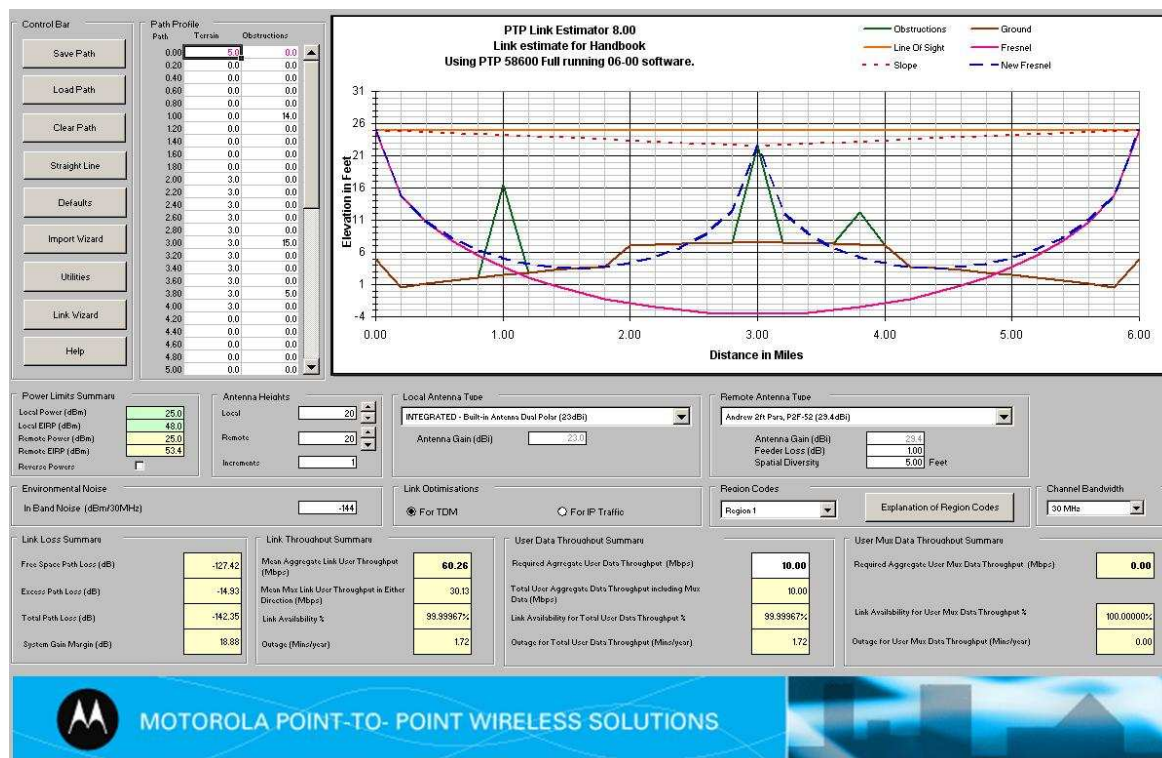 Control Bar
Save Path
Load Path
Clear Path
Straight Line
Defaults
Import Wizard
Utilities
Link Wizard
Help
Path Profile
Path Terrain Obstructions
0.00 5.0 0.0
0.20 0.0 0.0
0.40 0.0 0.0
0.60 0.0 0.0
0.80 0.0 0.0
1.00 0.0 14.0
1.20 0.0 0.0
1.40 0.0 0.0
1.60 0.0 0.0
1.80 0.0 0.0
2.00 3.0 0.0
2.20 3.0 0.0
2.40 3.0 0.0
2.60 3.0 0.0
2.80 3.0 0.0
3.00 3.0 15.0
3.20 3.0 0.0
3.40 3.0 0.0
3.60 3.0 0.0
3.80 3.0 5.0
4.00 3.0 0.0
4.20 0.0 0.0
4.40 0.0 0.0
4.60 0.0 0.0
4.80 0.0 0.0
5.00 0.0 0.0
PTP Link Estimator 8.00
Link estimate for Handbook
Using PTP 58600 Full running 06-00 software.
Obstructions
Ground
Line Of Sight
Fresnel
Slope
New Fresnel
Elevation in Feet
31
26
21
16
11
6
1
-4
0.00 1.00 2.00 3.00 4.00 5.00 6.00
Distance in Miles
Power Limits Summary
Local Power (dBm) 25.0
Local EIRP (dBm) 48.0
Remote Power (dBm) 25.0
Remote EIRP (dBm) 53.4
Reverse Powers
Antenna Heights
Local 20
Remote 20
Increments 1
Local Antenna Type
INTEGRATED - Built-in Antenna Dual Polar (23dBi)
Antenna Gain (dBi) 23.0
Remote Antenna Type
Andrew 2ft Para, P2F-52 (29.4dBi)
Antenna Gain (dBi) 29.4
Feeder Loss (dB) 1.00
Spatial Diversity 5.00 Feet
Environmental Noise
In Band Noise (dBm/30MHz) -144
Link Optimisations
For TDM
For IP Traffic
Region Codes
Region 1
Explanation of Region Codes
Channel Bandwidth
30 MHz
Link Loss Summary
Free Space Path Loss (dB) -127.42
Excess Path Loss (dB) -14.93
Total Path Loss (dB) -142.35
System Gain Margin (dB) 18.88
Link Throughput Summary
Mean Aggregate Link User Throughput (Mbps) 60.26
Mean Max Link User Throughput in Either Direction (Mbps) 30.13
Link Availability % 99.99967%
Outage (Mins/year) 1.72
User Data Throughput Summary
Required Agrregate User Data Throughput (Mbps) 10.00
Total User Aggregate Data Throughput including Mux Data (Mbps) 10.00
Link Availability for Total User Data Throughput % 99.99967%
Outage for Total User Data Throughput (Mins/year) 1.72
User Mux Data Throughput Summary
Required Aggregate User Mux Data Throughput (Mbps) 0.00
Link Availability for User Mux Data Throughput % 100.00000%
Outage for User Mux Data Throughput (Mins/year) 0.00
MOTOROLA POINT-TO- POINT WIRELESS SOLUTIONS